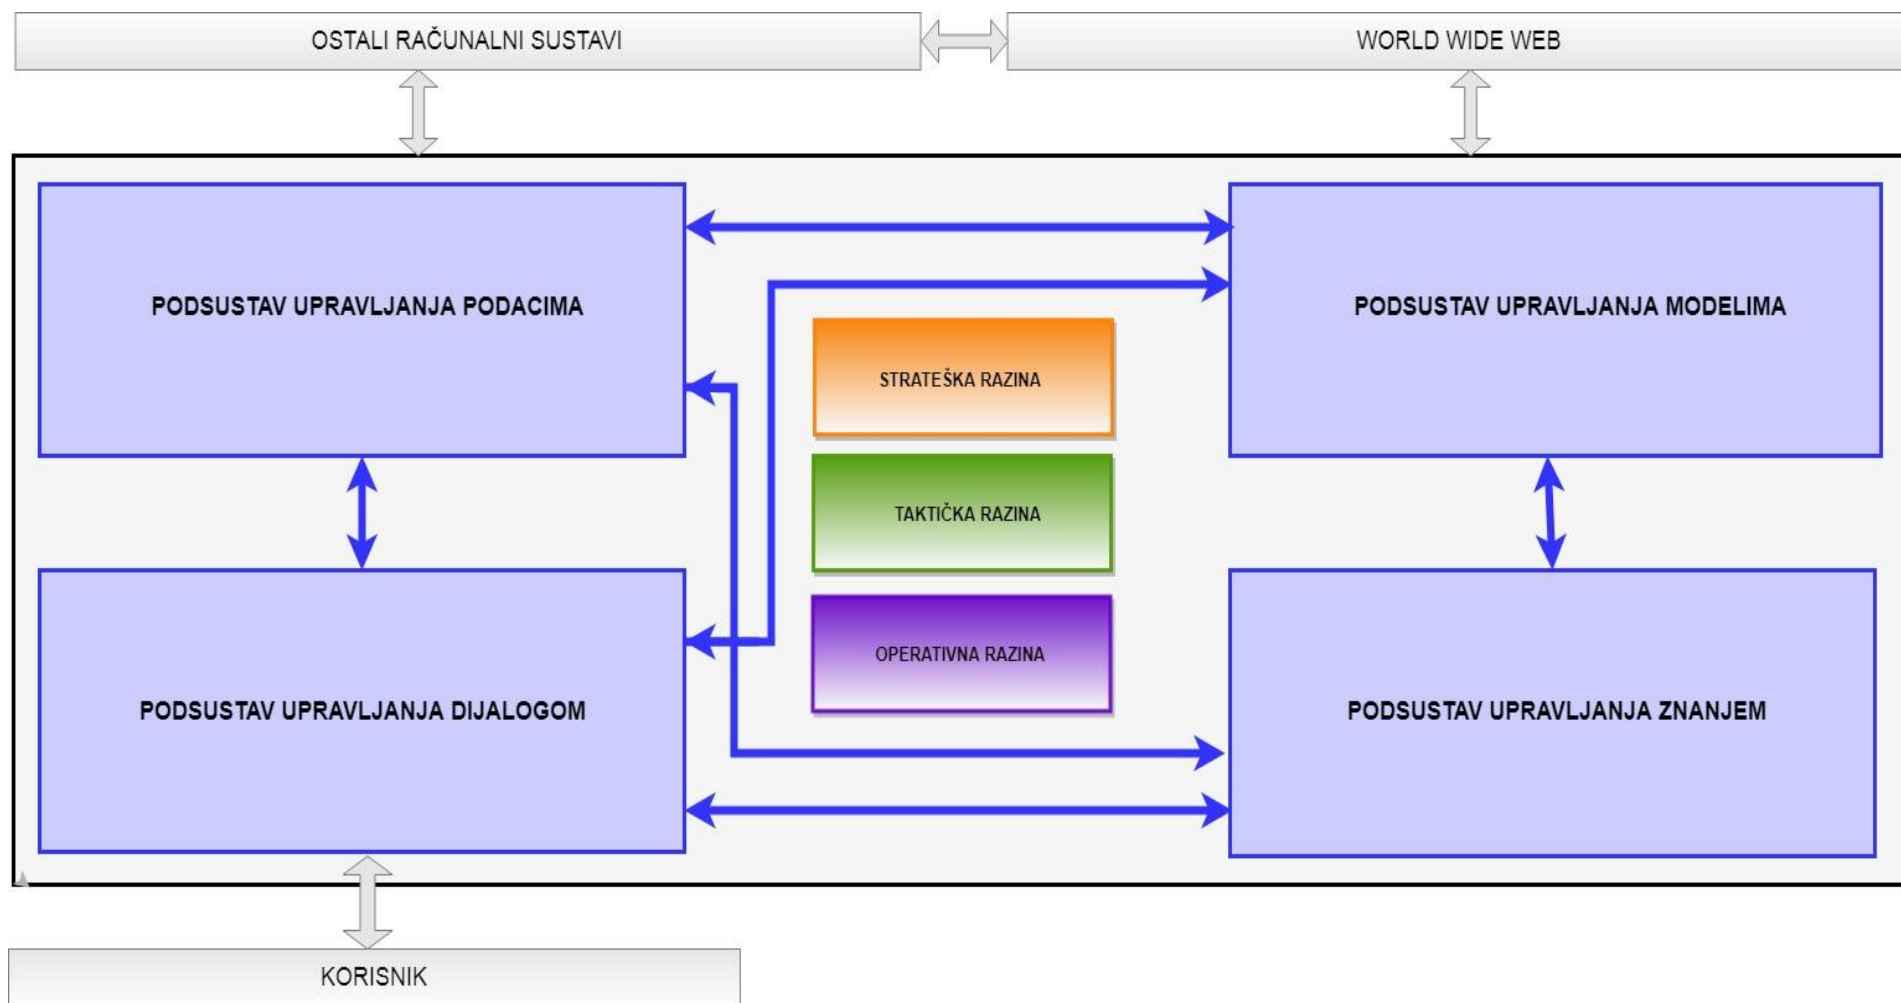 OSTALI RAČUNALNI SUSTAVI
WORLD WIDE WEB
PODSUSTAV UPRAVLJANJA PODACIMA
PODSUSTAV UPRAVLJANJA MODELIMA
STRATEŠKA RAZINA
TAKTIČKA RAZINA
OPERATIVNA RAZINA
PODSUSTAV UPRAVLJANJA DIJALOGOM
PODSUSTAV UPRAVLJANJA ZNANJEM
KORISNIK